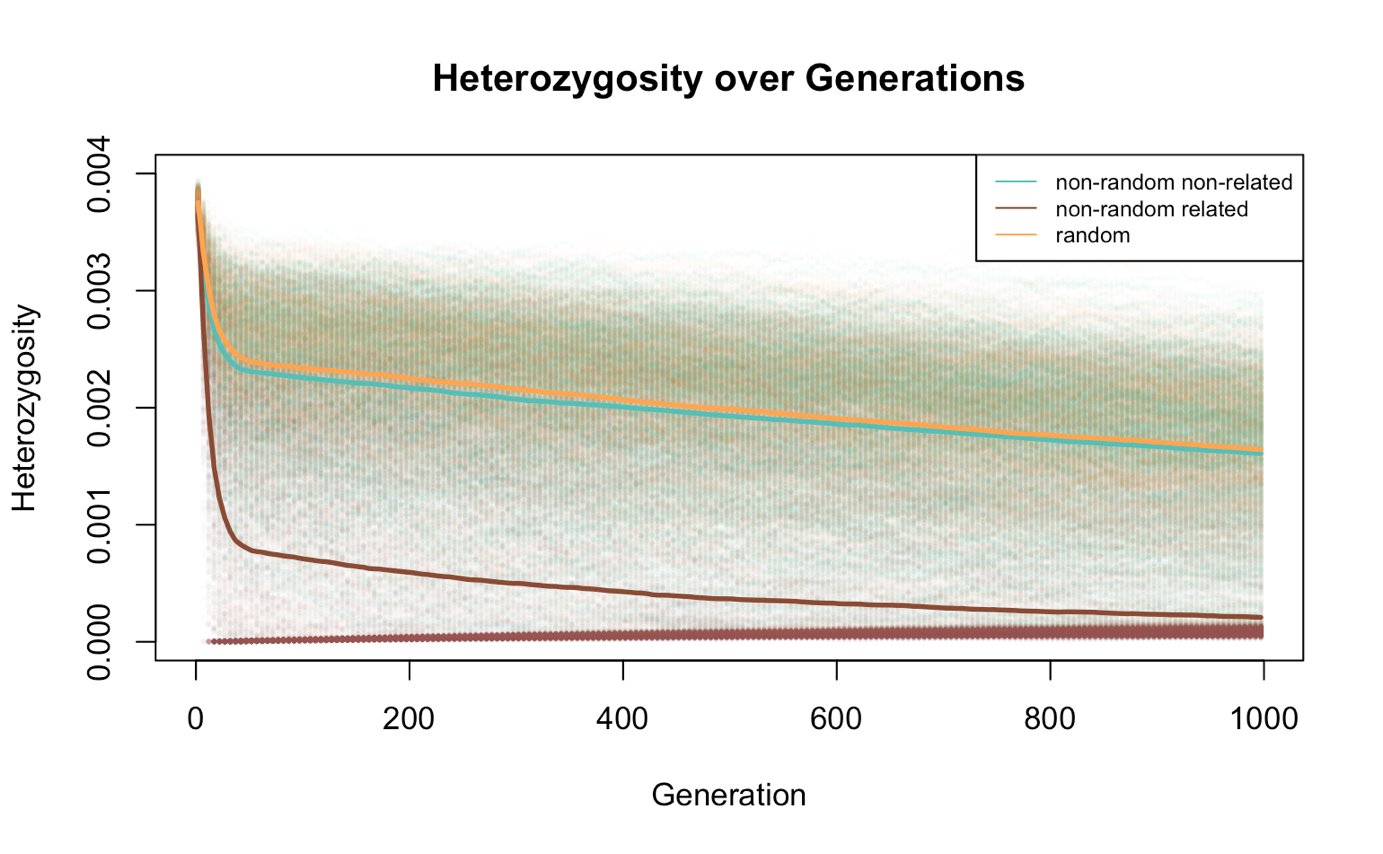 Heterozygosity over Generations
non-random non-related
non-random related
random
Heterozygosity
0.004
0.003
0.002
0.001
0.000
0 200 400 600 800 1000
Generation